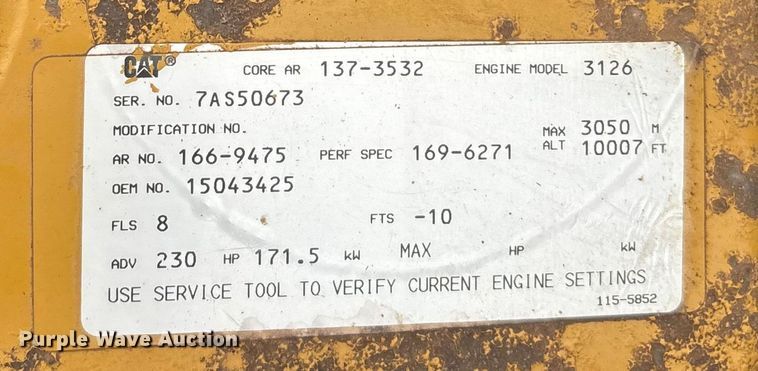 CAT® CORE AR 137-3532 ENGINE MODEL 3126
SER. NO. 7AS50673
MODIFICATION NO. MAX 3050 M
AR NO. 166-9475 PERF SPEC 169-6271 ALT 10007 FT
OEM NO. 15043425
FLS 8 FTS -10
ADV 230 HP 171.5 kW MAX HP kW
USE SERVICE TOOL TO VERIFY CURRENT ENGINE SETTINGS
115-5852
Purple Wave Auction